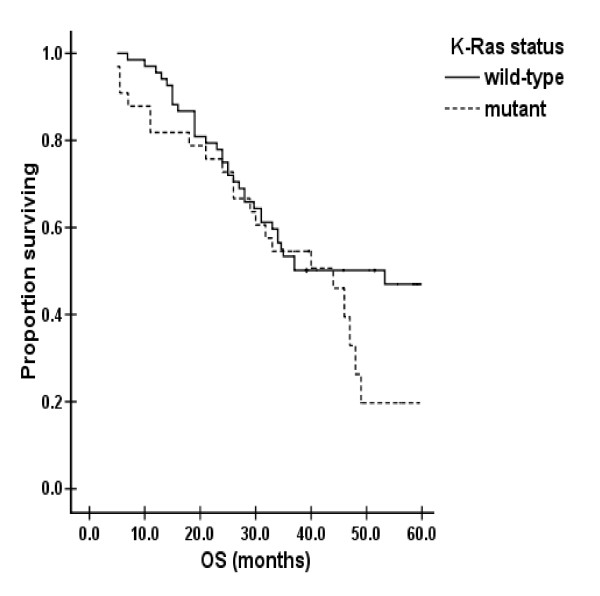 K-Ras status
wild-type
mutant
Proportion surviving
1.0
0.8
0.6
0.4
0.2
0.0
0.0 10.0 20.0 30.0 40.0 50.0 60.0
OS (months)